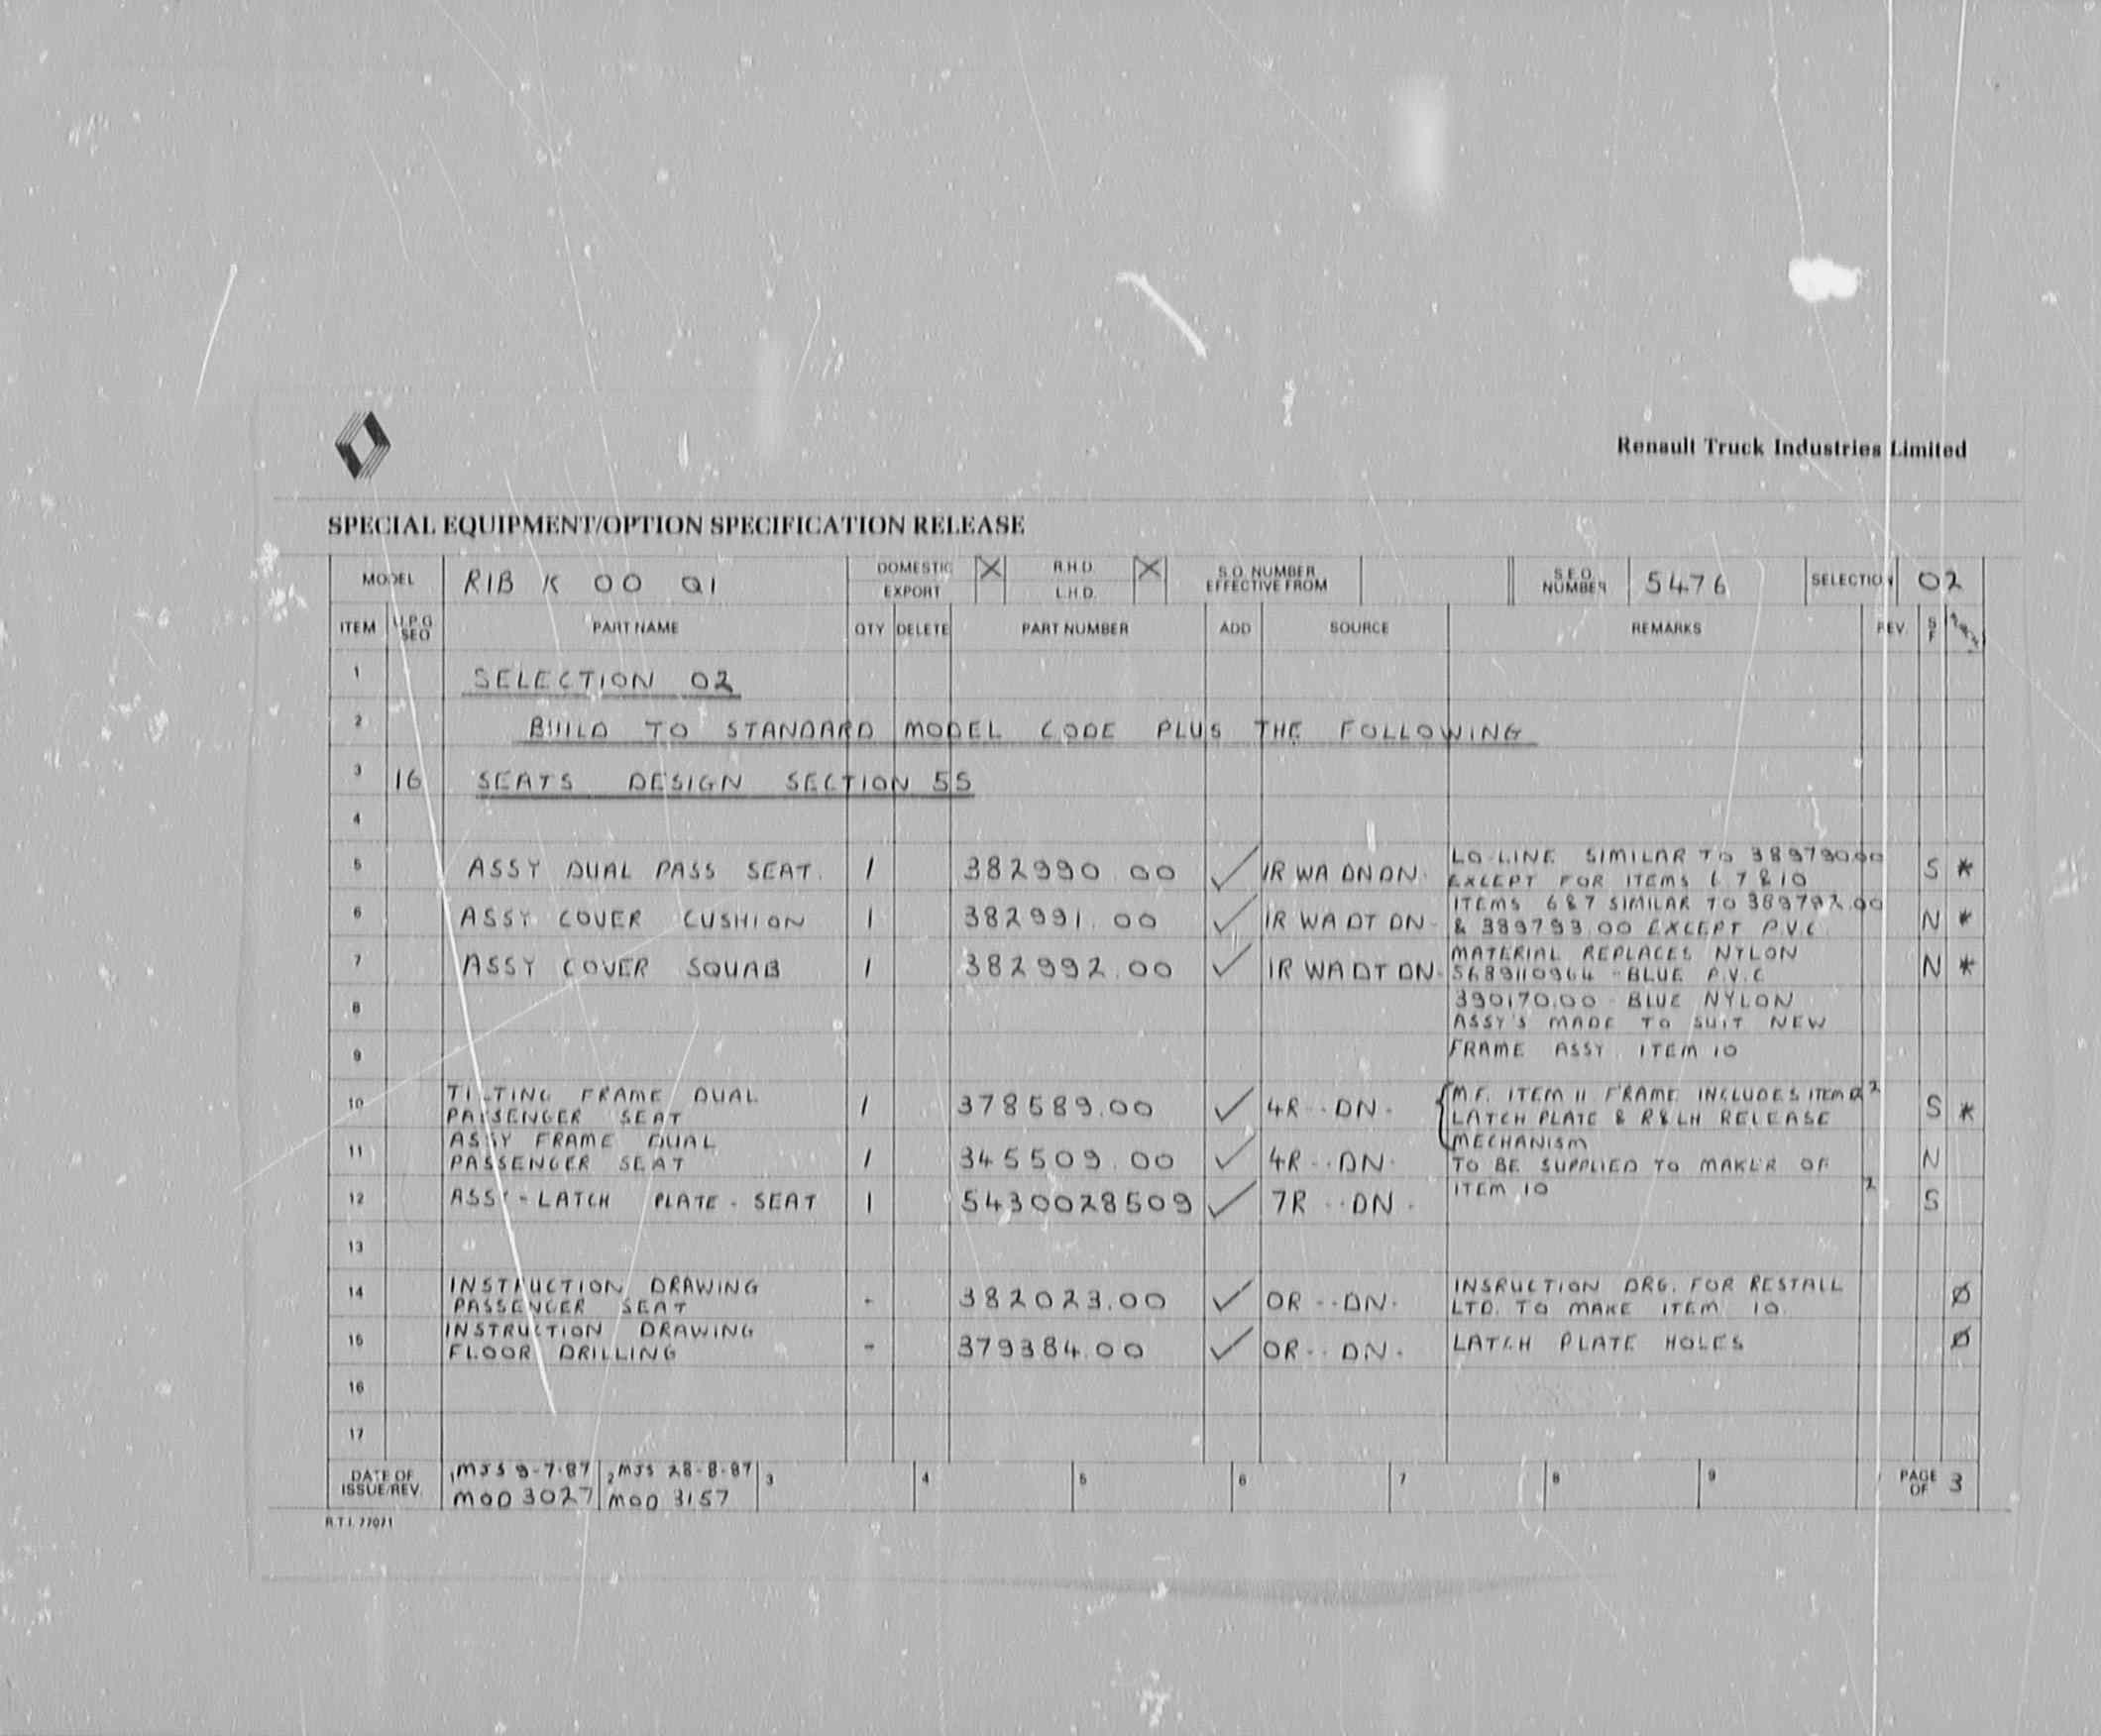 Renault Truck Industries Limited
SPECIAL EQUIPMENT/OPTION SPECIFICATION RELEASE
MODEL RIB K 00 Q1 DOMESTIC X R.H.D. X S.O. NUMBER S.E.O. 5476 SELECTION 02
EXPORT L.H.D. EFFECTIVE FROM NUMBER
ITEM U.P.G SEQ PART NAME QTY DELETE PART NUMBER ADD SOURCE REMARKS REV. S F
1 SELECTION 02
2 BUILD TO STANDARD MODEL CODE PLUS THE FOLLOWING
3 16 SEATS DESIGN SECTION 55
4
LO-LINE SIMILAR TO 389790.00
5 ASSY DUAL PASS SEAT. 1 382990.00 ✓ 1R WA DN DN. EXCEPT FOR ITEMS 6 7 & 10 S *
ITEMS 6 & 7 SIMILAR TO 389792.00
6 ASSY COVER CUSHION 1 382991.00 ✓ 1R WA DT DN. & 389793.00 EXCEPT P.V.C N *
MATERIAL REPLACES NYLON
7 ASSY COVER SQUAB 1 382992.00 ✓ 1R WA DT DN. 5689110964 - BLUE P.V.C N *
390170.00 - BLUE NYLON
8 ASSY'S MADE TO SUIT NEW
9 FRAME ASSY. ITEM 10
TILTING FRAME DUAL M.F. ITEM 11 FRAME INCLUDES ITEM 12 2
10 PASSENGER SEAT 1 378589.00 ✓ 4R -- DN. LATCH PLATE & R & LH RELEASE S *
ASSY FRAME DUAL MECHANISM
11 PASSENGER SEAT 1 345509.00 ✓ 4R -- DN. TO BE SUPPLIED TO MAKER OF N
12 ASSY - LATCH PLATE - SEAT 1 5430028509 ✓ 7R -- DN. ITEM 10 2 S
13
INSTRUCTION DRAWING INSRUCTION DRG. FOR RESTALL
14 PASSENGER SEAT - 382023.00 ✓ OR -- DN. LTD. TO MAKE ITEM 10. Ø
INSTRUCTION DRAWING
15 FLOOR DRILLING - 379384.00 ✓ OR -- DN. LATCH PLATE HOLES Ø
16
17
DATE OF 1 MJS 9-7-87 2 MJS 28-8-87 3 4 5 6 7 8 9 PAGE 3
ISSUE/REV. MOD 3027 MOD 3157 OF
R.T.I. 77071